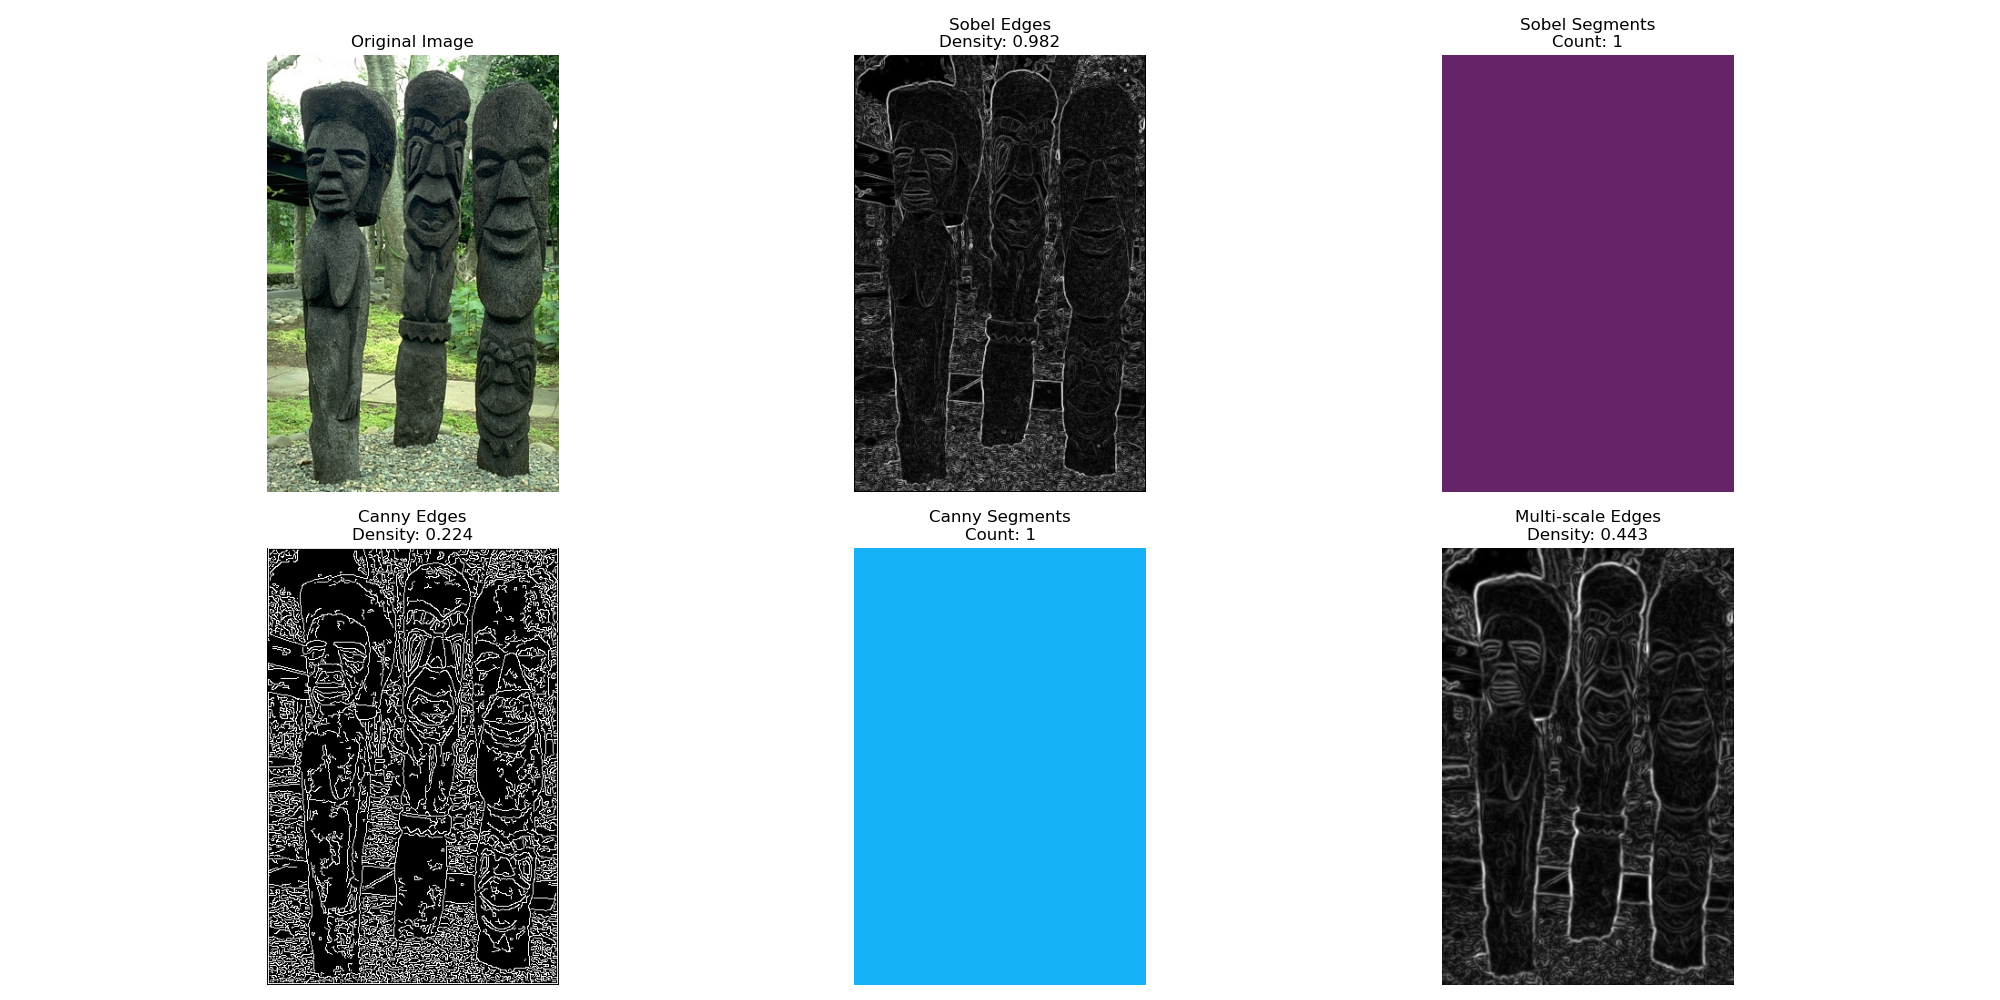 Original Image
Sobel Edges
Density: 0.982
Sobel Segments
Count: 1
Canny Edges
Density: 0.224
Canny Segments
Count: 1
Multi-scale Edges
Density: 0.443